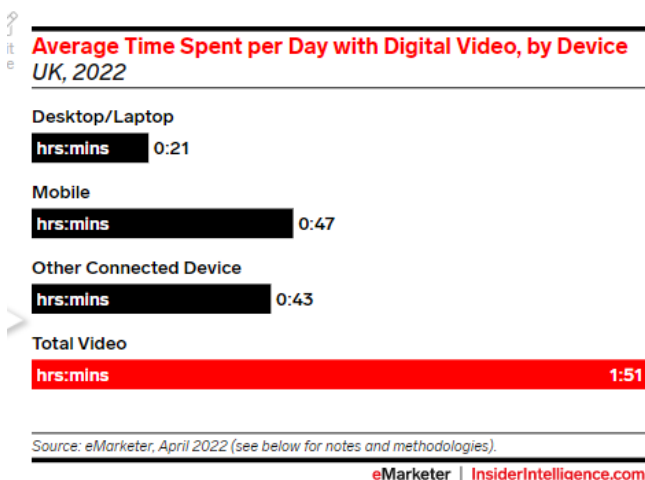 it
e
Average Time Spent per Day with Digital Video, by Device
UK, 2022
Desktop/Laptop
hrs:mins 0:21
Mobile
hrs:mins 0:47
Other Connected Device
hrs:mins 0:43
Total Video
hrs:mins 1:51
Source: eMarketer, April 2022 (see below for notes and methodologies).
eMarketer | InsiderIntelligence.com